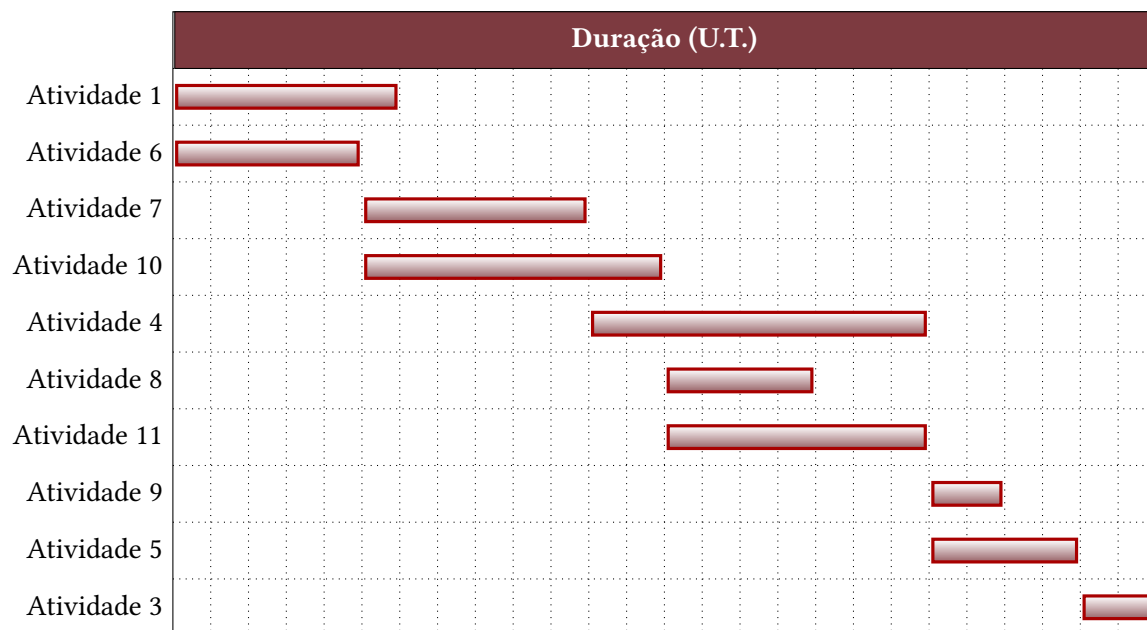 Duração (U.T.)
Atividade 1
Atividade 6
Atividade 7
Atividade 10
Atividade 4
Atividade 8
Atividade 11
Atividade 9
Atividade 5
Atividade 3